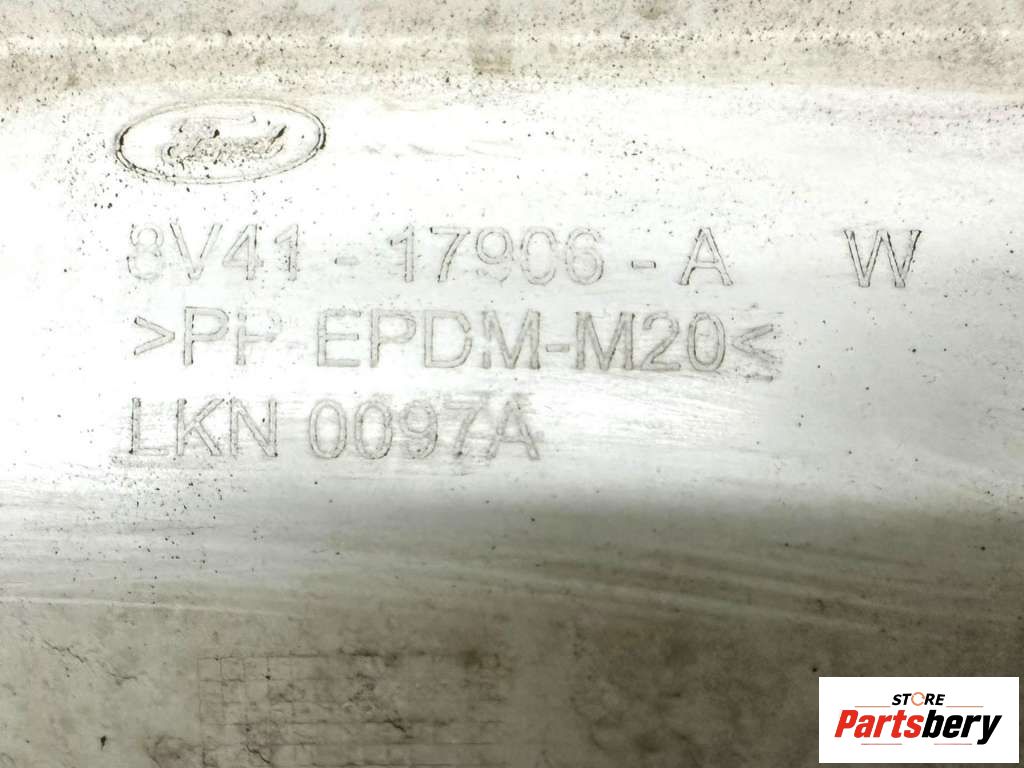 Ford
8V41-17906-A W
>PP-EPDM-M20<
LKN 0097A
STORE
Partsbery